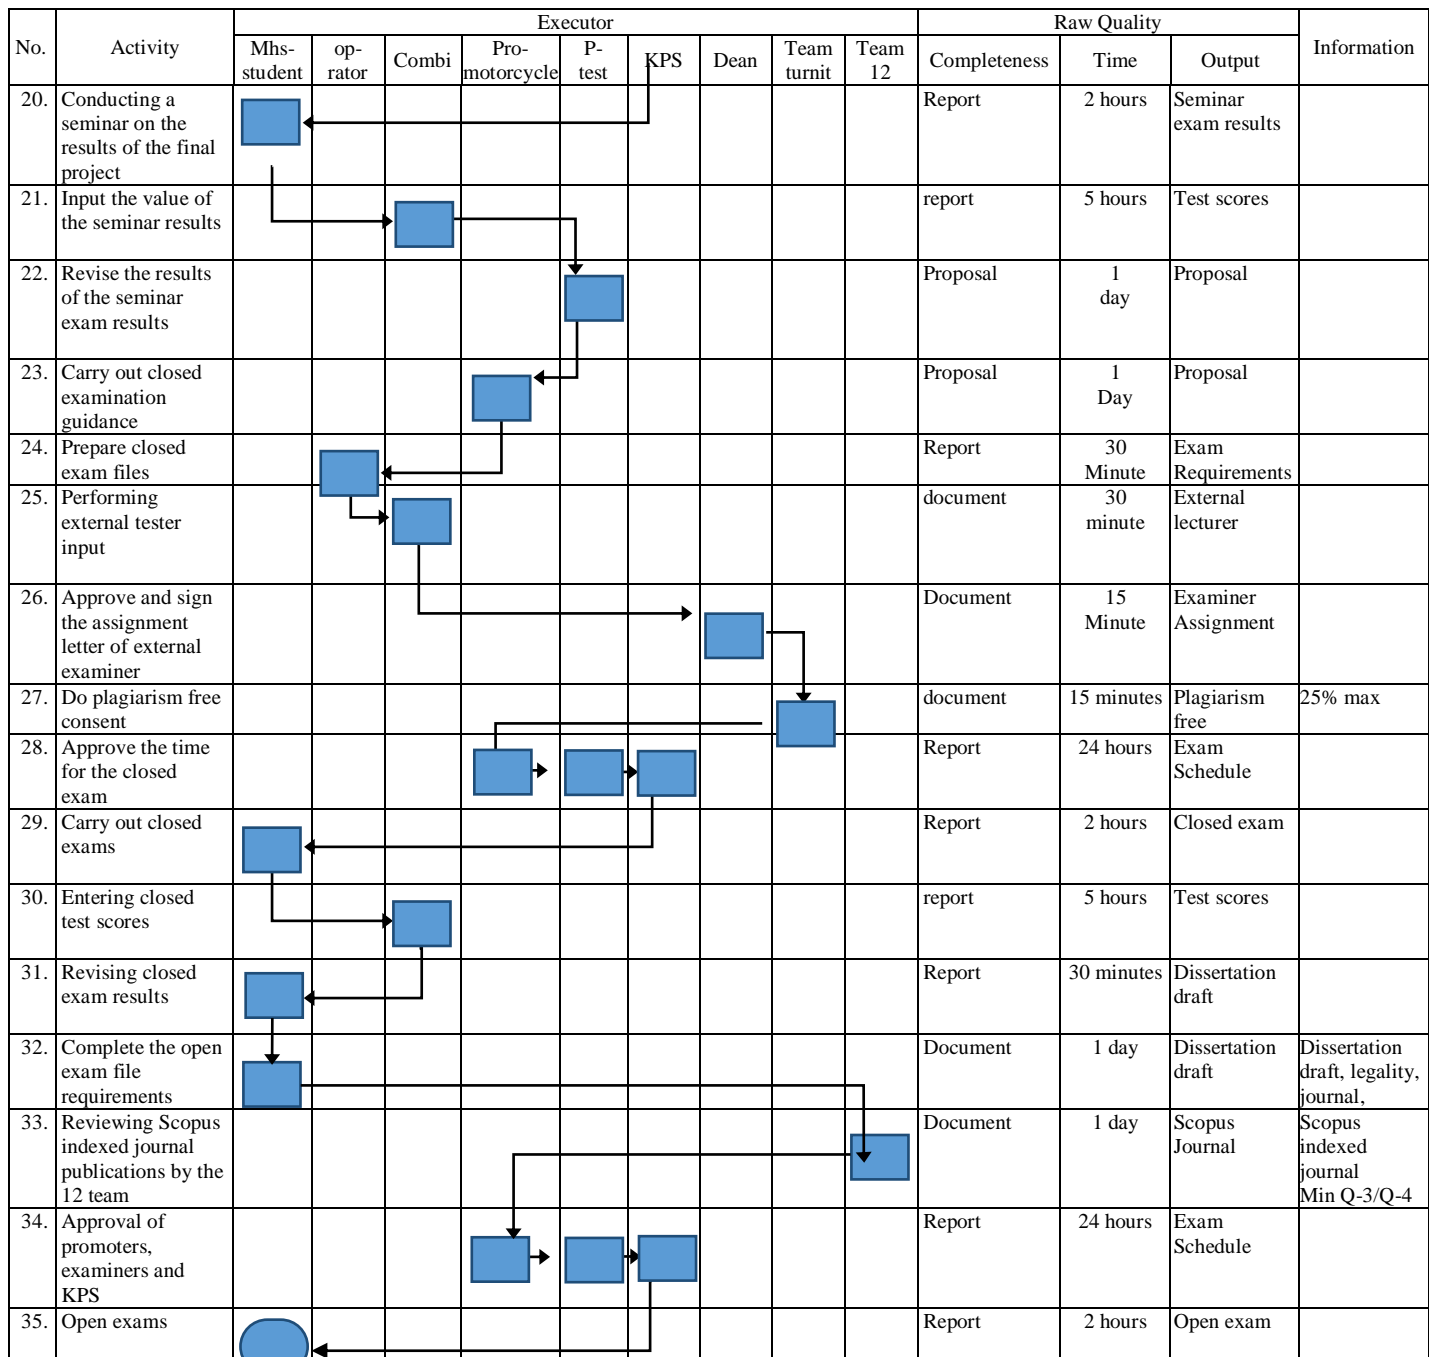 No.
Activity
Executor
Raw Quality
Information
Mhs-
student
op-
rator
Combi
Pro-
motorcycle
P-
test
KPS
Dean
Team
turnit
Team
12
Completeness
Time
Output
20.
Conducting a
seminar on the
results of the final
project
Report
2 hours
Seminar
exam results
21.
Input the value of
the seminar results
report
5 hours
Test scores
22.
Revise the results
of the seminar
exam results
Proposal
1
day
Proposal
23.
Carry out closed
examination
guidance
Proposal
1
Day
Proposal
24.
Prepare closed
exam files
Report
30
Minute
Exam
Requirements
25.
Performing
external tester
input
document
30
minute
External
lecturer
26.
Approve and sign
the assignment
letter of external
examiner
Document
15
Minute
Examiner
Assignment
27.
Do plagiarism free
consent
document
15 minutes
Plagiarism
free
25% max
28.
Approve the time
for the closed
exam
Report
24 hours
Exam
Schedule
29.
Carry out closed
exams
Report
2 hours
Closed exam
30.
Entering closed
test scores
report
5 hours
Test scores
31.
Revising closed
exam results
Report
30 minutes
Dissertation
draft
32.
Complete the open
exam file
requirements
Document
1 day
Dissertation
draft
Dissertation
draft, legality,
journal,
33.
Reviewing Scopus
indexed journal
publications by the
12 team
Document
1 day
Scopus
Journal
Scopus
indexed
journal
Min Q-3/Q-4
34.
Approval of
promoters,
examiners and
KPS
Report
24 hours
Exam
Schedule
35.
Open exams
Report
2 hours
Open exam